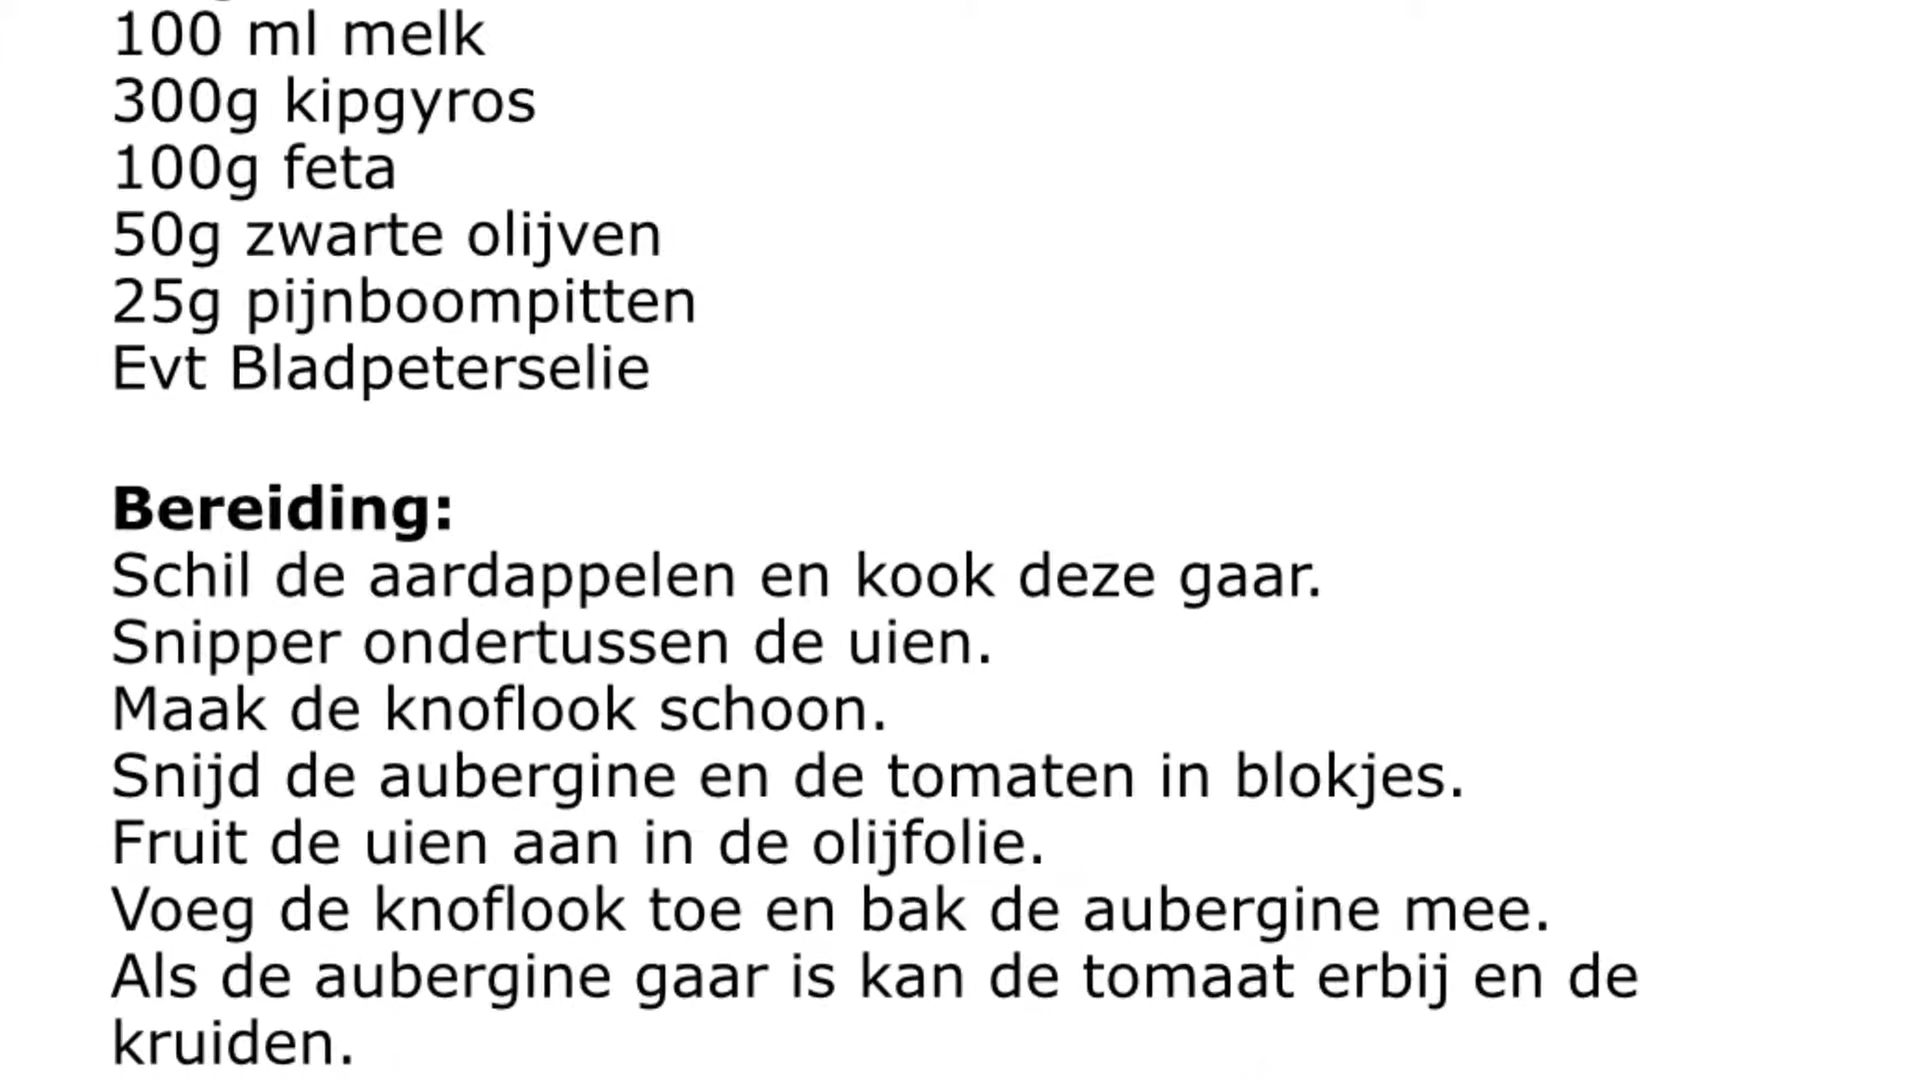 100 ml melk
300g kipgyros
100g feta
50g zwarte olijven
25g pijnboompitten
Evt Bladpeterselie
Bereiding:
Schil de aardappelen en kook deze gaar.
Snipper ondertussen de uien.
Maak de knoflook schoon.
Snijd de aubergine en de tomaten in blokjes.
Fruit de uien aan in de olijfolie.
Voeg de knoflook toe en bak de aubergine mee.
Als de aubergine gaar is kan de tomaat erbij en de
kruiden.